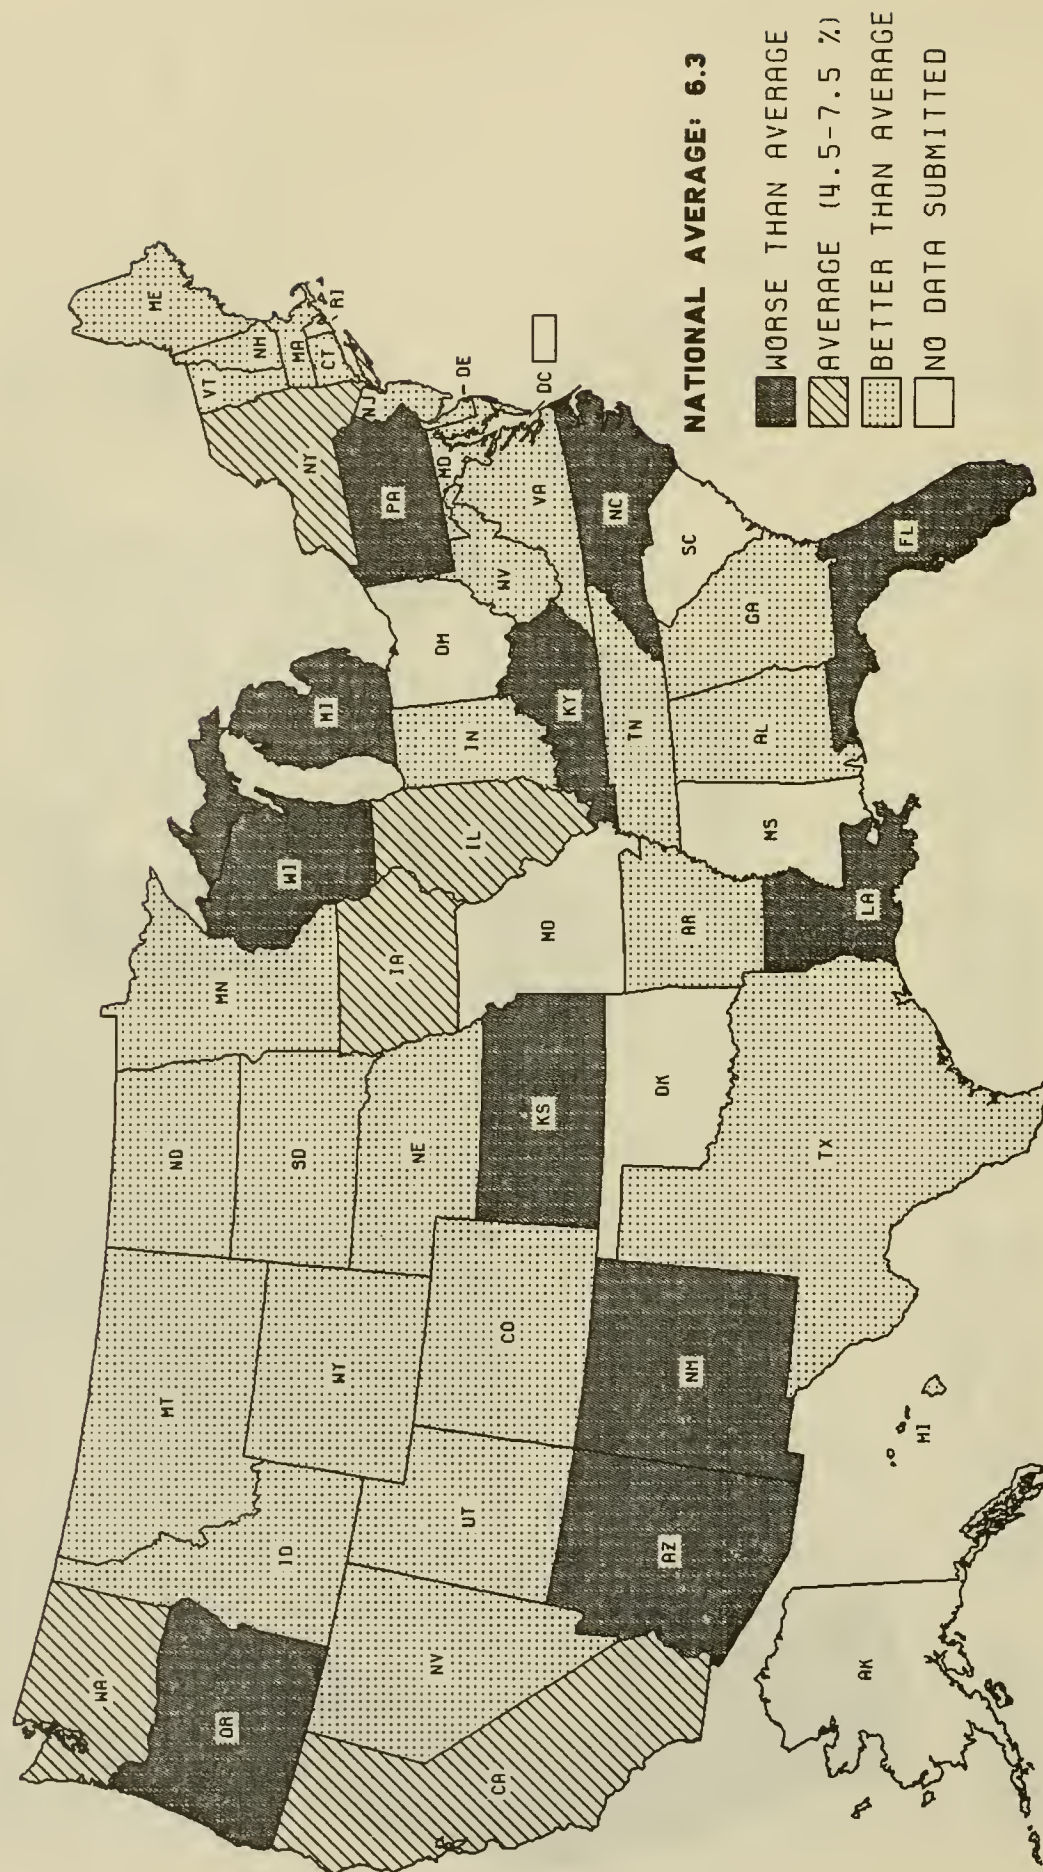 WA
MT
ND
MN
ME
VT
NH
OR
ID
WY
SD
WI
MI
NY
MA
CT
RI
NV
UT
NE
IA
IL
IN
OH
PA
NJ
MD
DE
DC
CA
CO
KS
MO
KY
WV
VA
AZ
NM
OK
AR
TN
NC
SC
TX
LA
MS
AL
GA
FL
AK
HI
NATIONAL AVERAGE: 6.3
WORSE THAN AVERAGE
AVERAGE (4.5-7.5 %)
BETTER THAN AVERAGE
NO DATA SUBMITTED